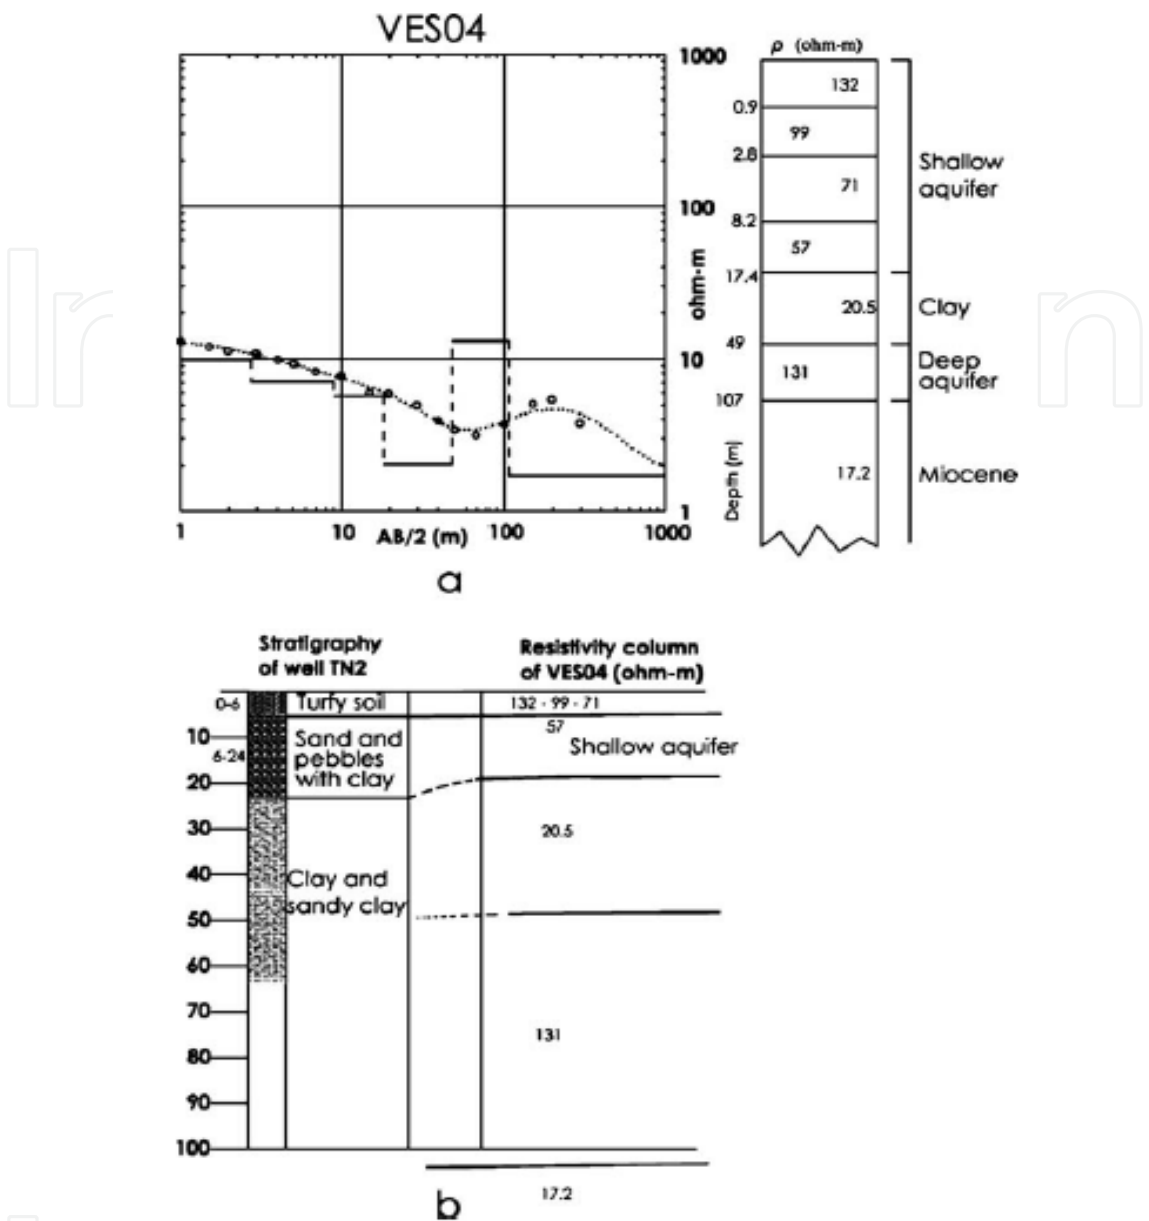 VES04
1000
100
10
1
ohm-m
1
10
100
1000
AB/2 (m)
ρ (ohm-m)
132
0.9
99
2.8
71
8.2
57
17.4
20.5
49
131
107
17.2
Depth (m)
Shallow
aquifer
Clay
Deep
aquifer
Miocene
a
Stratigraphy
of well TN2
Resistivity column
of VES04 (ohm-m)
0-6
Turfy soil
132 - 99 - 71
57
10
6-24
20
Sand and
pebbles
with clay
Shallow aquifer
30
20.5
40
Clay and
sandy clay
50
60
70
131
80
90
100
17.2
b